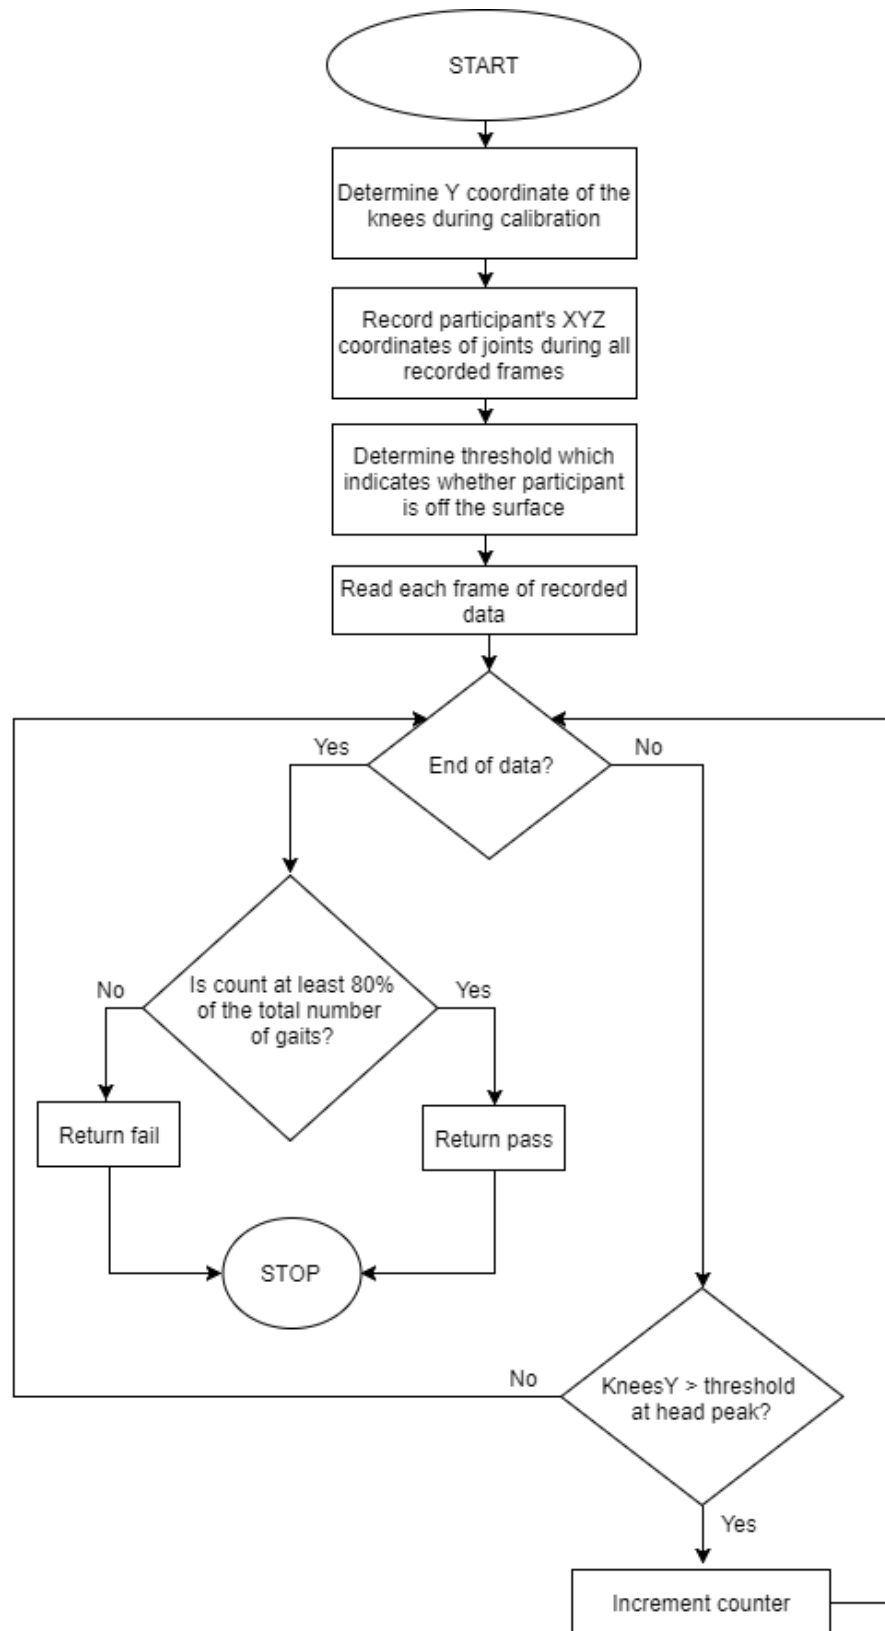 START
Determine Y coordinate of the
knees during calibration
Record participant's XYZ
coordinates of joints during all
recorded frames
Determine threshold which
indicates whether participant
is off the surface
Read each frame of recorded
data
Yes
End of data?
No
No
Is count at least 80%
of the total number
of gaits?
Yes
Return fail
Return pass
STOP
No
KneesY > threshold
at head peak?
Yes
Increment counter